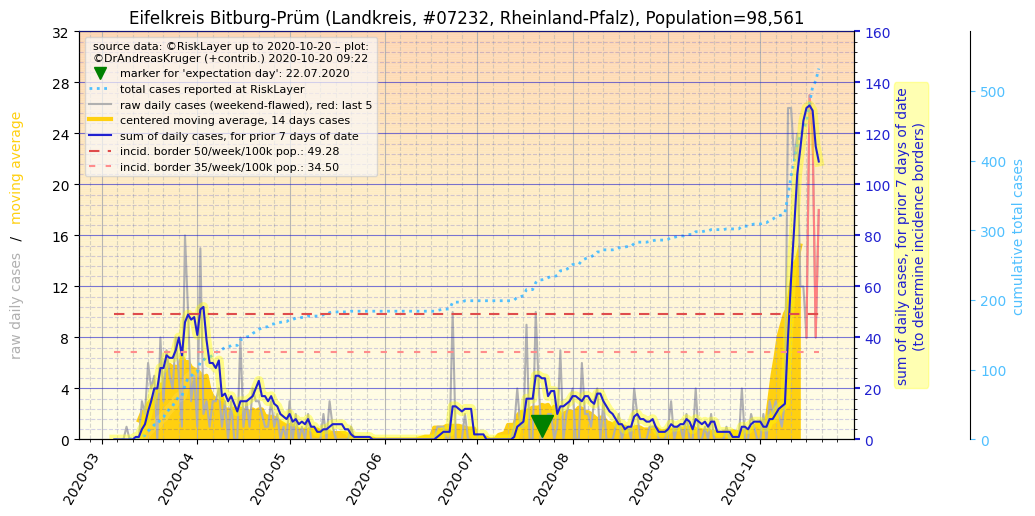 Eifelkreis Bitburg-Prüm (Landkreis, #07232, Rheinland-Pfalz), Population=98,561
source data: ©RiskLayer up to 2020-10-20 – plot:
©DrAndreasKruger (+contrib.) 2020-10-20 09:22
marker for 'expectation day': 22.07.2020
total cases reported at RiskLayer
raw daily cases (weekend-flawed), red: last 5
centered moving average, 14 days cases
sum of daily cases, for prior 7 days of date
incid. border 50/week/100k pop.: 49.28
incid. border 35/week/100k pop.: 34.50
raw daily cases / moving average
32
28
24
20
16
12
8
4
0
160
140
120
100
80
60
40
20
0
sum of daily cases, for prior 7 days of date
(to determine incidence borders)
500
400
300
200
100
0
cumulative total cases
2020-03
2020-04
2020-05
2020-06
2020-07
2020-08
2020-09
2020-10